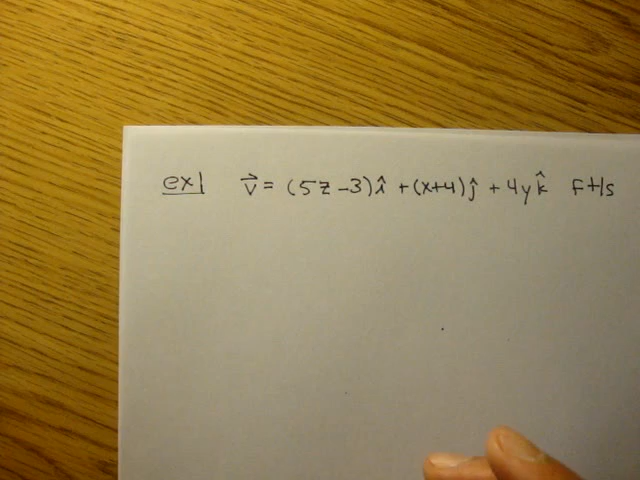 ex1 v⃗ = (5z-3)î + (x+4)ĵ + 4yk̂ Ft/s